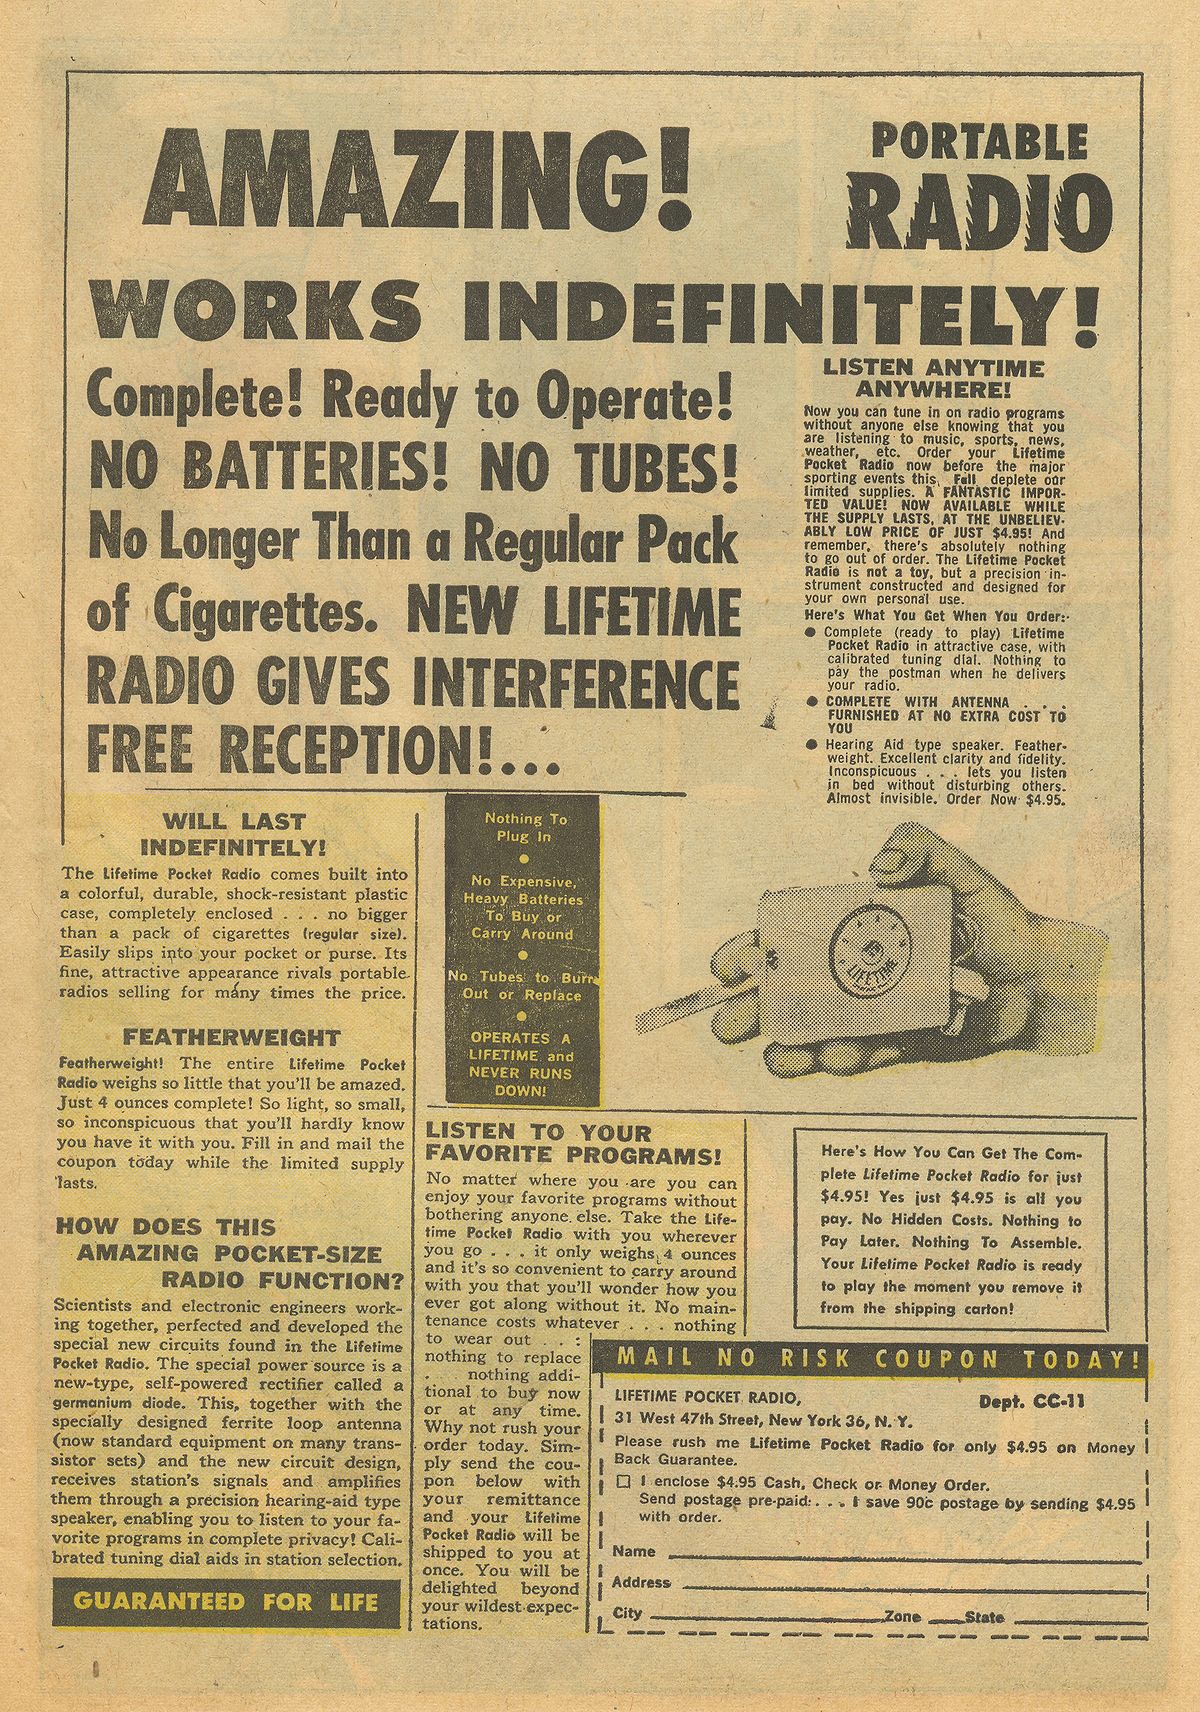 AMAZING!
PORTABLE
RADIO
WORKS INDEFINITELY!
Complete! Ready to Operate!
NO BATTERIES! NO TUBES!
No Longer Than a Regular Pack
of Cigarettes. NEW LIFETIME
RADIO GIVES INTERFERENCE
FREE RECEPTION!...
LISTEN ANYTIME
ANYWHERE!
Now you can tune in on radio programs
without anyone else knowing that you
are listening to music, sports, news,
weather, etc. Order your Lifetime
Pocket Radio now before the major
sporting events this Fall deplete our
limited supplies. A FANTASTIC IMPOR-
TED VALUE! NOW AVAILABLE WHILE
THE SUPPLY LASTS, AT THE UNBELIEV-
ABLY LOW PRICE OF JUST $4.95! And
remember, there's absolutely nothing
to go out of order. The Lifetime Pocket
Radio is not a toy, but a precision in-
strument constructed and designed for
your own personal use.
Here's What You Get When You Order:
● Complete (ready to play) Lifetime
Pocket Radio in attractive case, with
calibrated tuning dial. Nothing to
pay the postman when he delivers
your radio.
● COMPLETE WITH ANTENNA . . .
FURNISHED AT NO EXTRA COST TO
YOU
● Hearing Aid type speaker. Feather-
weight. Excellent clarity and fidelity.
Inconspicuous . . . lets you listen
in bed without disturbing others.
Almost invisible. Order Now $4.95.
WILL LAST
INDEFINITELY!
The Lifetime Pocket Radio comes built into
a colorful, durable, shock-resistant plastic
case, completely enclosed . . . no bigger
than a pack of cigarettes (regular size).
Easily slips into your pocket or purse. Its
fine, attractive appearance rivals portable
radios selling for many times the price.
FEATHERWEIGHT
Featherweight! The entire Lifetime Pocket
Radio weighs so little that you'll be amazed.
Just 4 ounces complete! So light, so small,
so inconspicuous that you'll hardly know
you have it with you. Fill in and mail the
coupon today while the limited supply
lasts.
HOW DOES THIS
AMAZING POCKET-SIZE
RADIO FUNCTION?
Scientists and electronic engineers work-
ing together, perfected and developed the
special new circuits found in the Lifetime
Pocket Radio. The special power source is a
new-type, self-powered rectifier called a
germanium diode. This, together with the
specially designed ferrite loop antenna
(now standard equipment on many trans-
sistor sets) and the new circuit design,
receives station's signals and amplifies
them through a precision hearing-aid type
speaker, enabling you to listen to your fa-
vorite programs in complete privacy! Cali-
brated tuning dial aids in station selection.
GUARANTEED FOR LIFE
Nothing To
Plug In
●
No Expensive,
Heavy Batteries
To Buy or
Carry Around
●
No Tubes to Burn
Out or Replace
●
OPERATES A
LIFETIME and
NEVER RUNS
DOWN!
LIFETIME
LISTEN TO YOUR
FAVORITE PROGRAMS!
No matter where you are you can
enjoy your favorite programs without
bothering anyone else. Take the Life-
time Pocket Radio with you wherever
you go . . . it only weighs 4 ounces
and it's so convenient to carry around
with you that you'll wonder how you
ever got along without it. No main-
tenance costs whatever . . . nothing
to wear out . :
nothing to replace
. nothing addi-
tional to buy now
or at any time.
Why not rush your
order today. Sim-
ply send the cou-
pon below with
your remittance
and your Lifetime
Pocket Radio will be
shipped to you at
once. You will be
delighted beyond
your wildest expec-
tations.
Here's How You Can Get The Com-
plete Lifetime Pocket Radio for just
$4.95! Yes just $4.95 is all you
pay. No Hidden Costs. Nothing to
Pay Later. Nothing To Assemble.
Your Lifetime Pocket Radio is ready
to play the moment you remove it
from the shipping carton!
MAIL NO RISK COUPON TODAY!
LIFETIME POCKET RADIO, Dept. CC-11
31 West 47th Street, New York 36, N. Y.
Please rush me Lifetime Pocket Radio for only $4.95 on Money
Back Guarantee.
☐ I enclose $4.95 Cash, Check or Money Order.
Send postage pre-paid: . . . I save 90c postage by sending $4.95
with order.
Name
Address
City Zone State